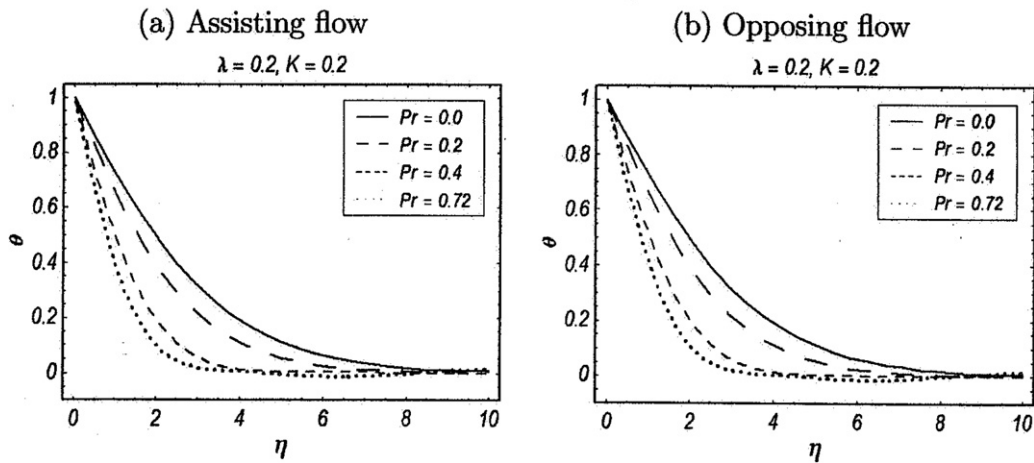 (a) Assisting flow
λ = 0.2, K = 0.2
1
0.8
0.6
0.4
0.2
0
θ
Pr = 0.0
Pr = 0.2
Pr = 0.4
Pr = 0.72
0 2 4 6 8 10
η
(b) Opposing flow
λ = 0.2, K = 0.2
1
0.8
0.6
0.4
0.2
0
θ
Pr = 0.0
Pr = 0.2
Pr = 0.4
Pr = 0.72
0 2 4 6 8 10
η